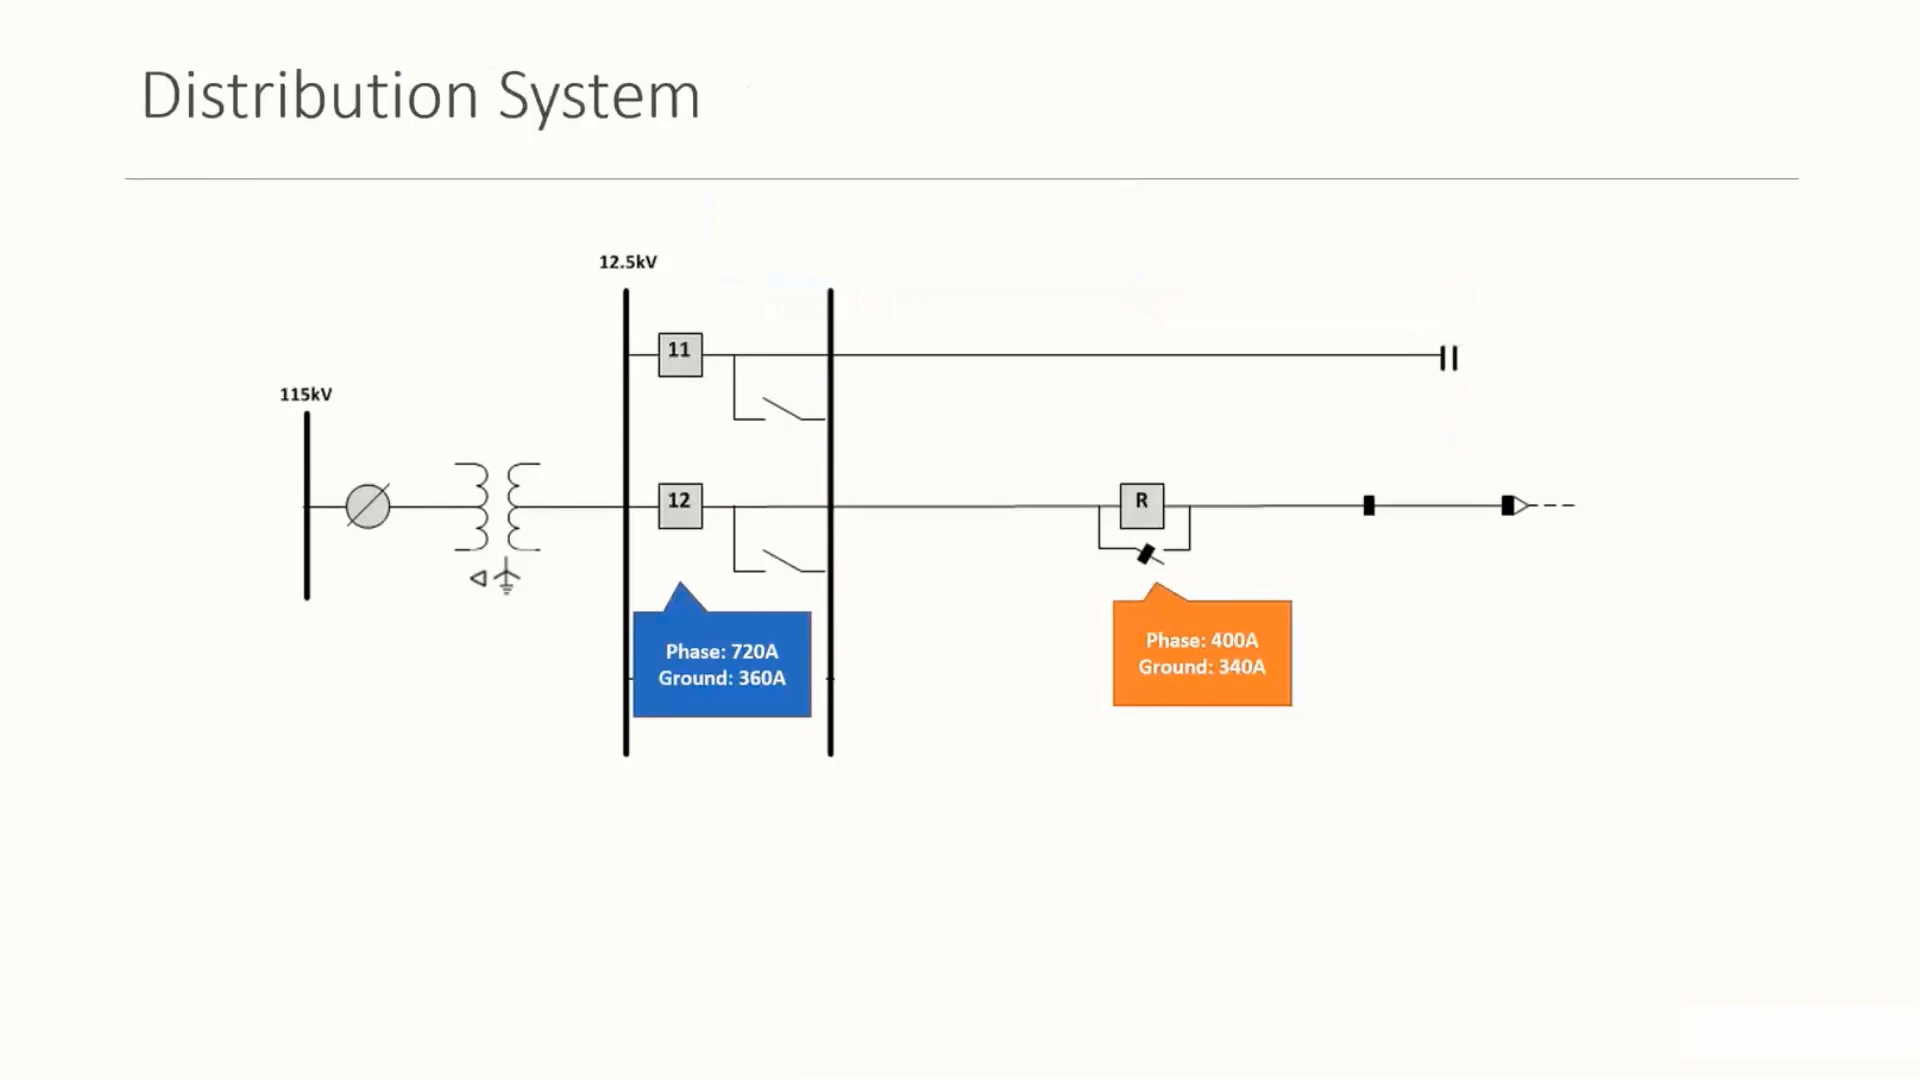 Distribution System
12.5kV
11
115kV
12
R
Phase: 720A
Ground: 360A
Phase: 400A
Ground: 340A